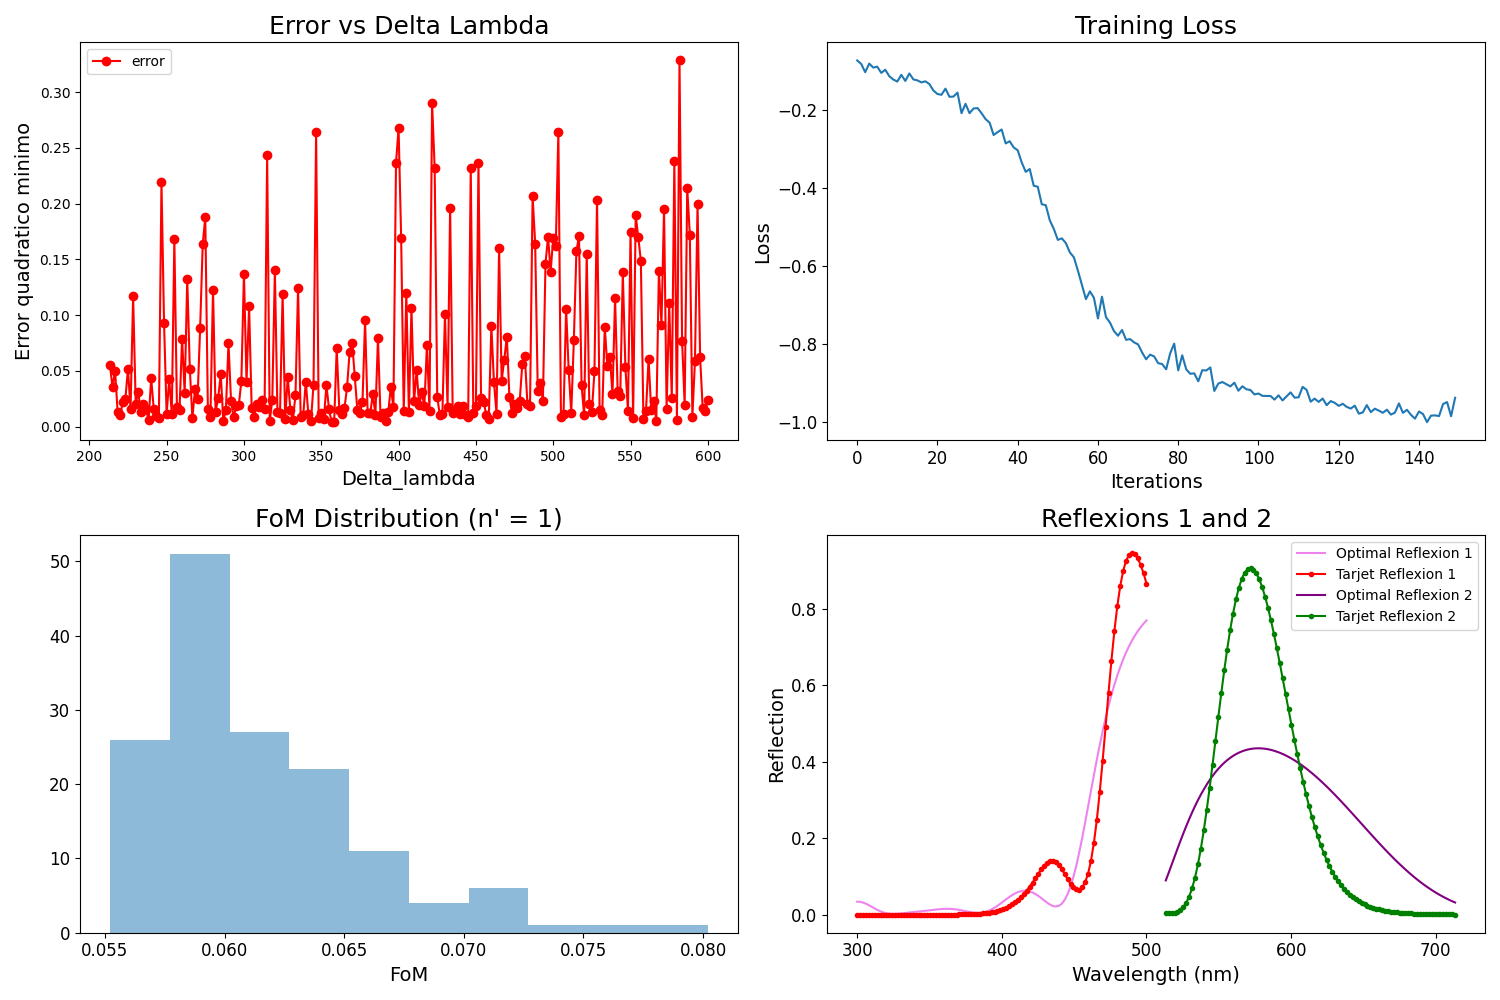 Error vs Delta Lambda
error
Error quadratico minimo
0.30
0.25
0.20
0.15
0.10
0.05
0.00
200 250 300 350 400 450 500 550 600
Delta_lambda
Training Loss
Loss
−0.2
−0.4
−0.6
−0.8
−1.0
0 20 40 60 80 100 120 140
Iterations
FoM Distribution (n' = 1)
50
40
30
20
10
0
0.055 0.060 0.065 0.070 0.075 0.080
FoM
Reflexions 1 and 2
Optimal Reflexion 1
Tarjet Reflexion 1
Optimal Reflexion 2
Tarjet Reflexion 2
Reflection
0.8
0.6
0.4
0.2
0.0
300 400 500 600 700
Wavelength (nm)